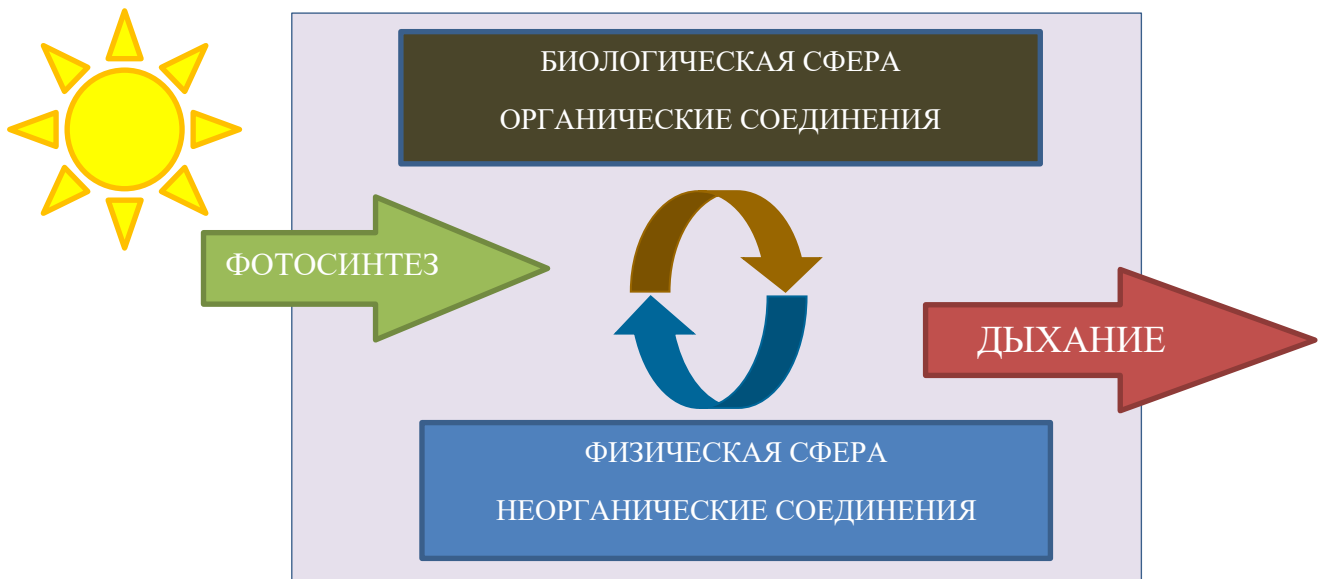 БИОЛОГИЧЕСКАЯ СФЕРА
ОРГАНИЧЕСКИЕ СОЕДИНЕНИЯ
ФОТОСИНТЕЗ
ДЫХАНИЕ
ФИЗИЧЕСКАЯ СФЕРА
НЕОРГАНИЧЕСКИЕ СОЕДИНЕНИЯ